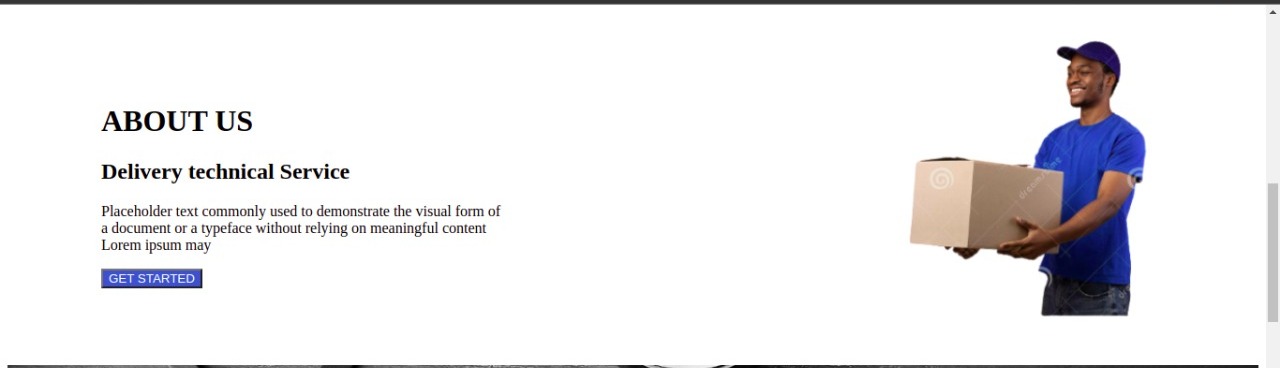 ABOUT US
Delivery technical Service
Placeholder text commonly used to demonstrate the visual form of
a document or a typeface without relying on meaningful content
Lorem ipsum may
GET STARTED
dreamstime